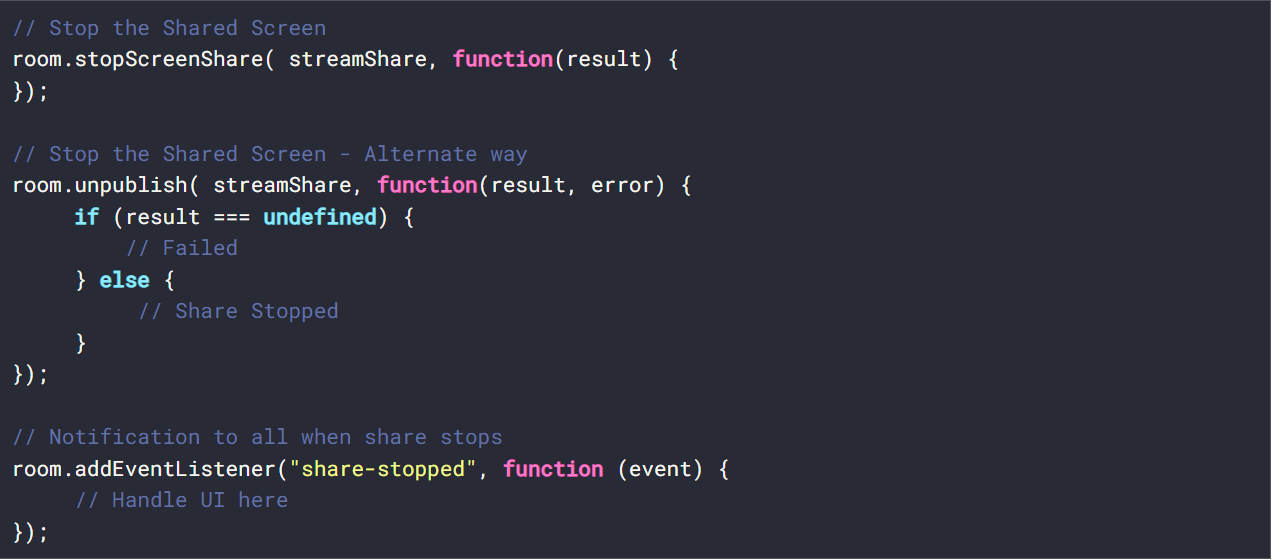 // Stop the Shared Screen
room.stopScreenShare( streamShare, function(result) {
});

// Stop the Shared Screen - Alternate way
room.unpublish( streamShare, function(result, error) {
     if (result === undefined) {
         // Failed
     } else {
          // Share Stopped
     }
});

// Notification to all when share stops
room.addEventListener("share-stopped", function (event) {
     // Handle UI here
});